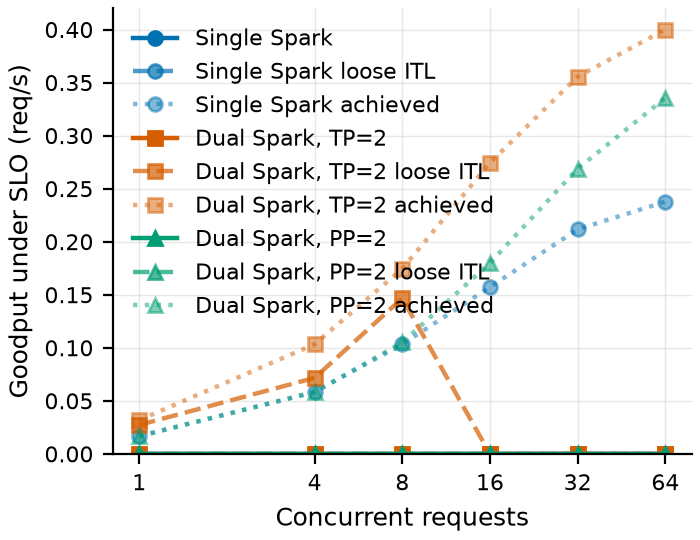 0.40
0.35
0.30
0.25
0.20
0.15
0.10
0.05
0.00
Goodput under SLO (req/s)
Single Spark
Single Spark loose ITL
Single Spark achieved
Dual Spark, TP=2
Dual Spark, TP=2 loose ITL
Dual Spark, TP=2 achieved
Dual Spark, PP=2
Dual Spark, PP=2 loose ITL
Dual Spark, PP=2 achieved
1 4 8 16 32 64
Concurrent requests